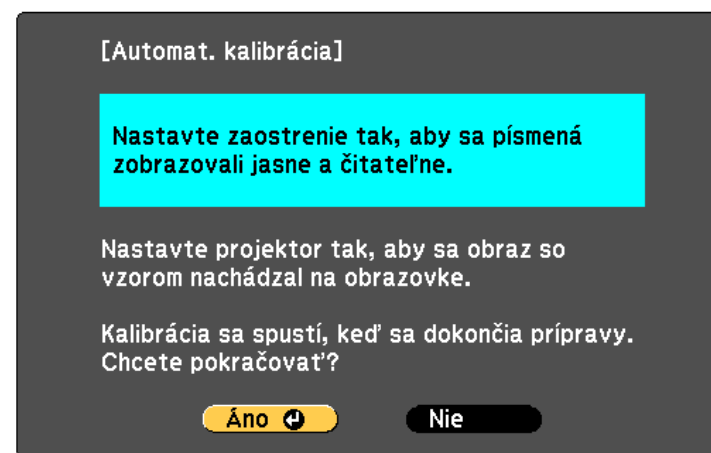 [Automat. kalibrácia]
Nastavte zaostrenie tak, aby sa písmená
zobrazovali jasne a čitateľne.
Nastavte projektor tak, aby sa obraz so
vzorom nachádzal na obrazovke.
Kalibrácia sa spustí, keď sa dokončia prípravy.
Chcete pokračovať?
Áno Nie